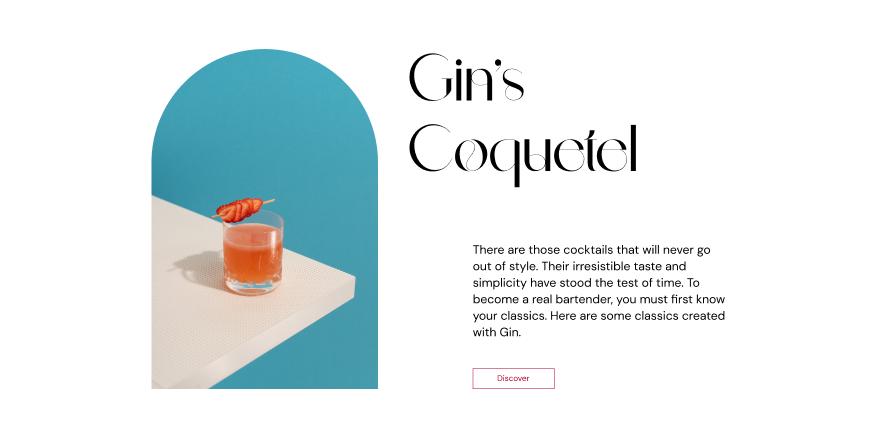 Gin's
Coquetel
There are those cocktails that will never go
out of style. Their irresistible taste and
simplicity have stood the test of time. To
become a real bartender, you must first know
your classics. Here are some classics created
with Gin.
Discover